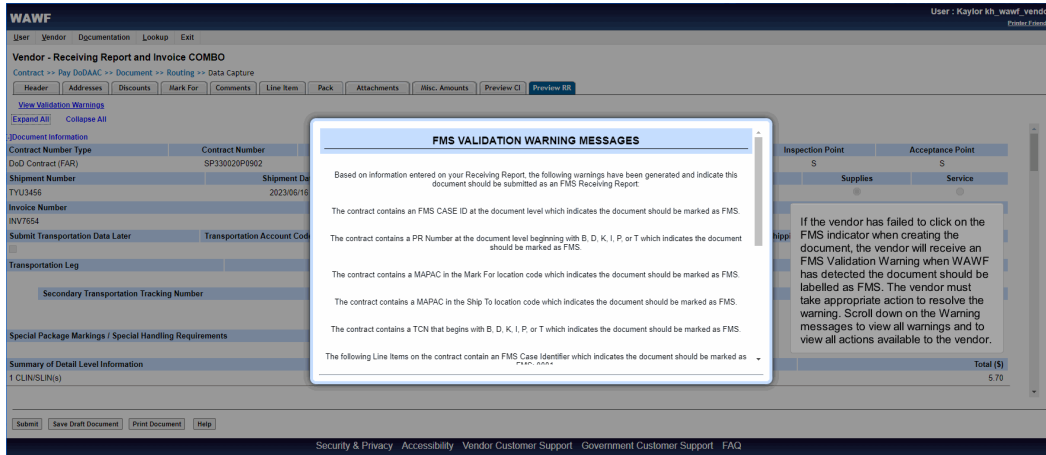 WAWF
User : Kaylor kh_wawf_vendo
Printer Friend
User Vendor Documentation Lookup Exit
Vendor - Receiving Report and Invoice COMBO
Contract >> Pay DoDAAC >> Document >> Routing >> Data Capture
Header Addresses Discounts Mark For Comments Line Item Pack Attachments Misc. Amounts Preview CI Preview RR
View Validation Warnings
Expand All Collapse All
-]Document Information
Contract Number Type Contract Number Inspection Point Acceptance Point
DoD Contract (FAR) SP330020P0902 S S
Shipment Number Shipment Da Supplies Service
TYU3456 2023/06/16
Invoice Number
INV7654
Submit Transportation Data Later Transportation Account Code hippi
Transportation Leg
Secondary Transportation Tracking Number
Special Package Markings / Special Handling Requirements
Summary of Detail Level Information Total ($)
1 CLIN/SLIN(s) 5.70
FMS VALIDATION WARNING MESSAGES
Based on information entered on your Receiving Report, the following warnings have been generated and indicate this
document should be submitted as an FMS Receiving Report:
The contract contains an FMS CASE ID at the document level which indicates the document should be marked as FMS.
The contract contains a PR Number at the document level beginning with B, D, K, I, P, or T which indicates the document
should be marked as FMS.
The contract contains a MAPAC in the Mark For location code which indicates the document should be marked as FMS.
The contract contains a MAPAC in the Ship To location code which indicates the document should be marked as FMS.
The contract contains a TCN that begins with B, D, K, I, P, or T which indicates the document should be marked as FMS.
The following Line Items on the contract contain an FMS Case Identifier which indicates the document should be marked as
FMS: 0001
If the vendor has failed to click on the
FMS indicator when creating the
document, the vendor will receive an
FMS Validation Warning when WAWF
has detected the document should be
labelled as FMS. The vendor must
take appropriate action to resolve the
warning. Scroll down on the Warning
messages to view all warnings and to
view all actions available to the vendor.
Submit Save Draft Document Print Document Help
Security & Privacy Accessibility Vendor Customer Support Government Customer Support FAQ